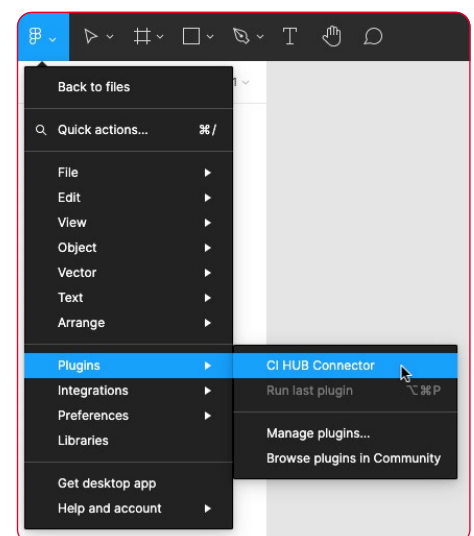 T
Back to files
Quick actions... ⌘/
File
Edit
View
Object
Vector
Text
Arrange
Plugins
Integrations
Preferences
Libraries
Get desktop app
Help and account
CI HUB Connector
Run last plugin ⌥⌘P
Manage plugins...
Browse plugins in Community